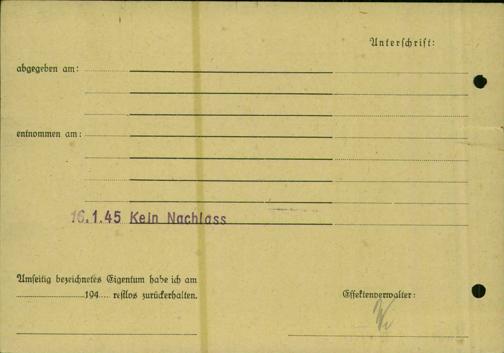 Unterschrift:
abgegeben am:
entnommen am:
16.1.45 Kein Nachlass
Umseitig bezeichnetes Eigentum habe ich am
194 restlos zurückerhalten.
Effektenverwalter: